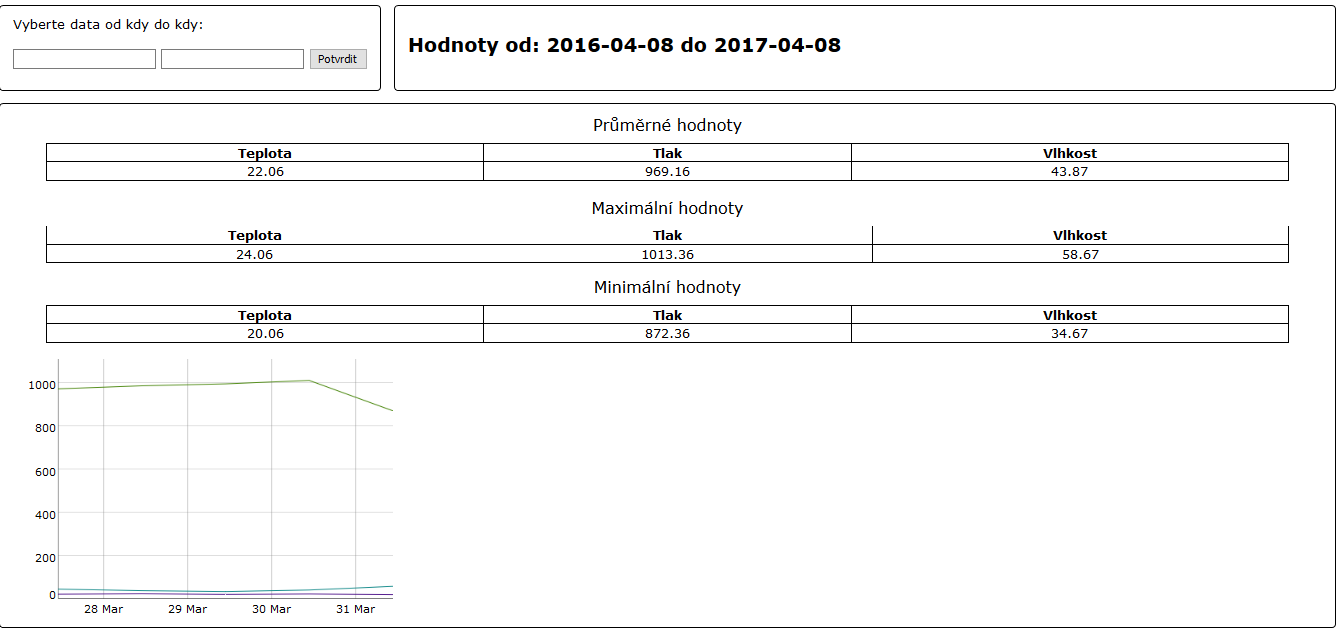 Vyberte data od kdy do kdy:
Potvrdit
Hodnoty od: 2016-04-08 do 2017-04-08
Průměrné hodnoty
Teplota Tlak Vlhkost
22.06 969.16 43.87
Maximální hodnoty
Teplota Tlak Vlhkost
24.06 1013.36 58.67
Minimální hodnoty
Teplota Tlak Vlhkost
20.06 872.36 34.67
1000
800
600
400
200
0
28 Mar 29 Mar 30 Mar 31 Mar